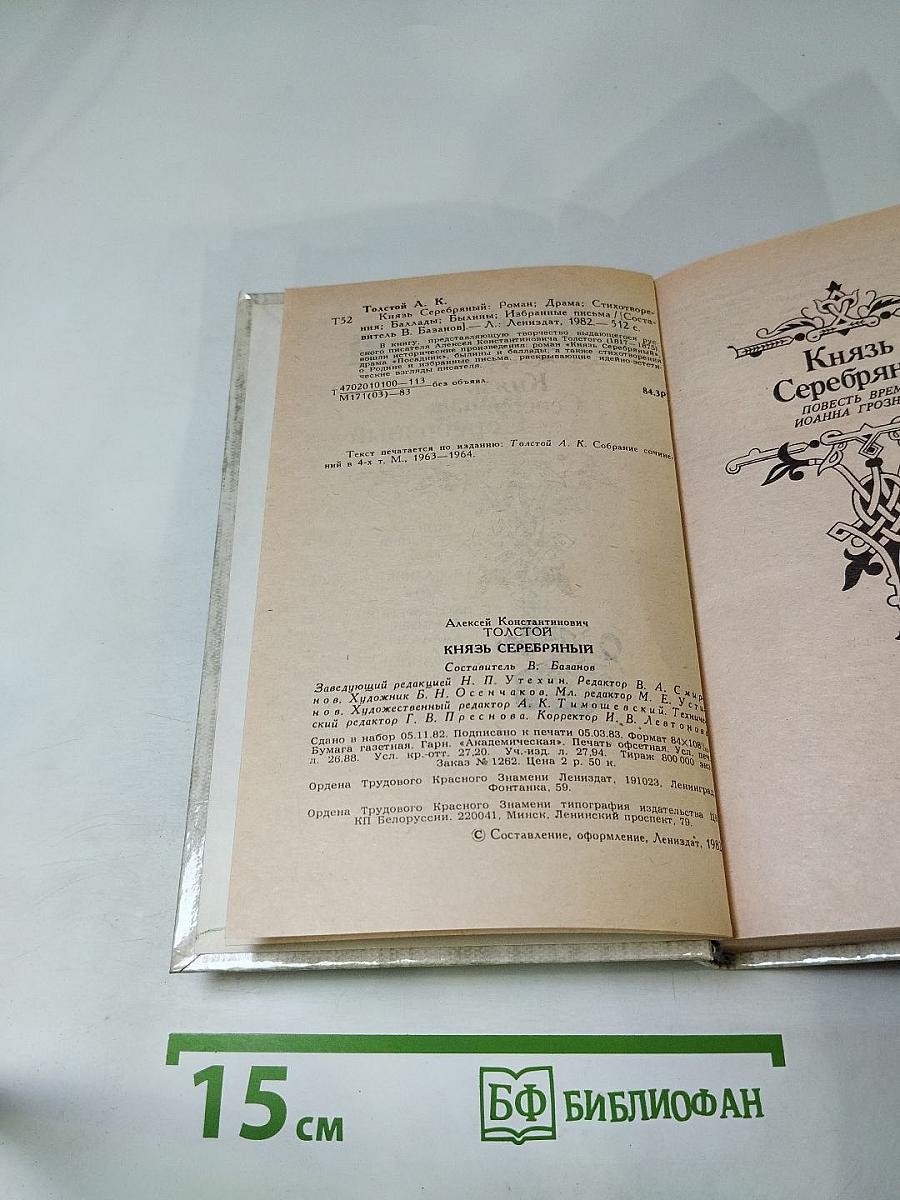 Толстой А. К.
Т52 Князь Серебряный: Роман; Драма; Стихотворе-
ния; Баллады; Былины; Избранные письма / [Соста-
витель В. Базанов].— Л.: Лениздат, 1982.— 512 с.
В книгу, представляющую творчество выдающегося рус-
ского писателя Алексея Константиновича Толстого (1817—1875),
вошли исторические произведения: роман «Князь Серебряный»,
драма «Посадник», былины и баллады, а также стихотворения
о Родине и избранные письма, раскрывающие идейно-эстети-
ческие взгляды писателя.
Т 4702010100—113 без объявл. 84.3Р
М171(03)—83
Текст печатается по изданию: Толстой А. К. Собрание сочине-
ний в 4-х т. М., 1963—1964.
Алексей Константинович
ТОЛСТОЙ
КНЯЗЬ СЕРЕБРЯНЫЙ
Составитель В. Базанов
Заведующий редакцией Н. П. Утехин. Редактор В. А. Смир
нов. Художник Б. Н. Осенчаков. Мл. редактор М. Е. Усти
нов. Художественный редактор А. К. Тимошевский. Техниче
ский редактор Г. В. Преснова. Корректор И. В. Левтонова
Сдано в набор 05.11.82. Подписано к печати 05.03.83. Формат 84×108
Бумага газетная. Гарн. «Академическая». Печать офсетная. Усл. печ.
л. 26.88. Усл. кр.-отт. 27,20. Уч.-изд. л. 27,94. Тираж 800 000 экз.
Заказ № 1262. Цена 2 р. 50 к.
Ордена Трудового Красного Знамени Лениздат, 191023, Ленинград,
Фонтанка, 59.
Ордена Трудового Красного Знамени типография издательства ЦК
КП Белоруссии. 220041, Минск, Ленинский проспект, 79.
© Составление, оформление, Лениздат, 1982
Князь
Серебрян
ПОВЕСТЬ ВРЕМ
ИОАННА ГРОЗН
15 см
БФ БИБЛИОФАН